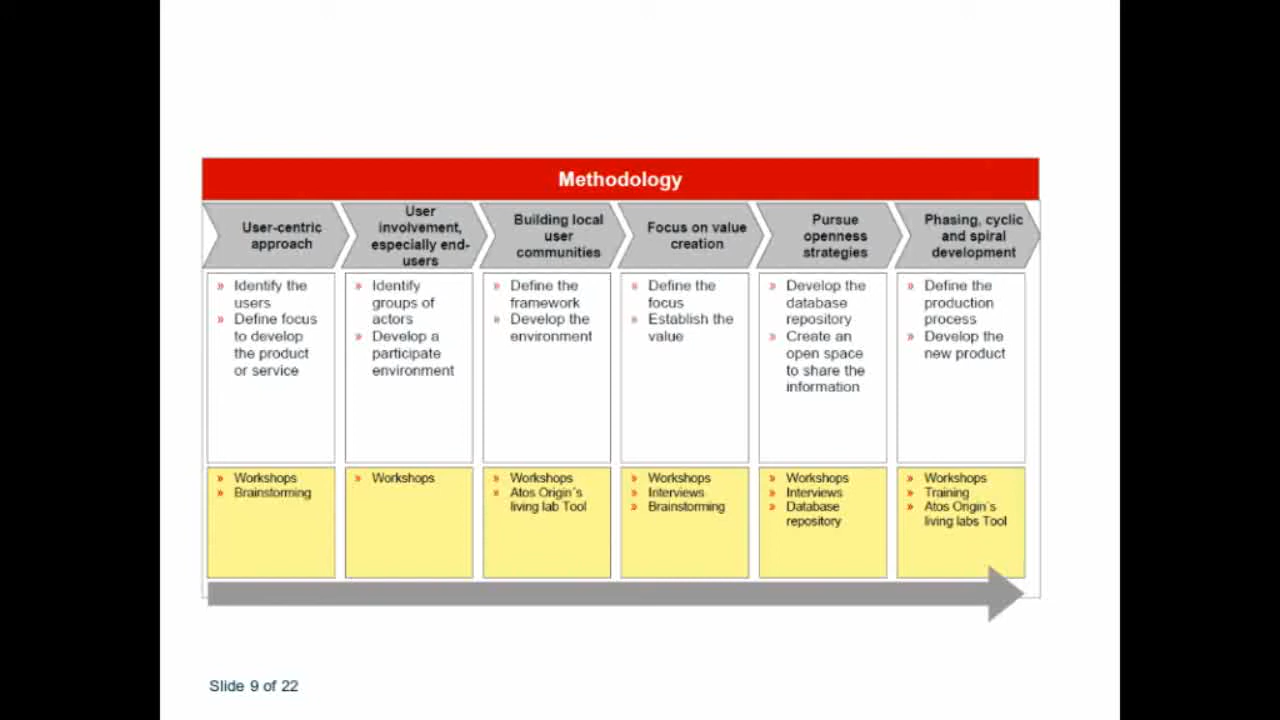 Methodology
User-centric
approach
User
involvement,
especially end-
users
Building local
user
communities
Focus on value
creation
Pursue
openness
strategies
Phasing, cyclic
and spiral
development
» Identify the
users
» Define focus
to develop
the product
or service
» Identify
groups of
actors
» Develop a
participate
environment
» Define the
framework
» Develop the
environment
» Define the
focus
» Establish the
value
» Develop the
database
repository
» Create an
open space
to share the
information
» Define the
production
process
» Develop the
new product
» Workshops
» Brainstorming
» Workshops
» Workshops
» Atos Origin´s
living lab Tool
» Workshops
» Interviews
» Brainstorming
» Workshops
» Interviews
» Database
repository
» Workshops
» Training
» Atos Origin´s
living labs Tool
Slide 9 of 22